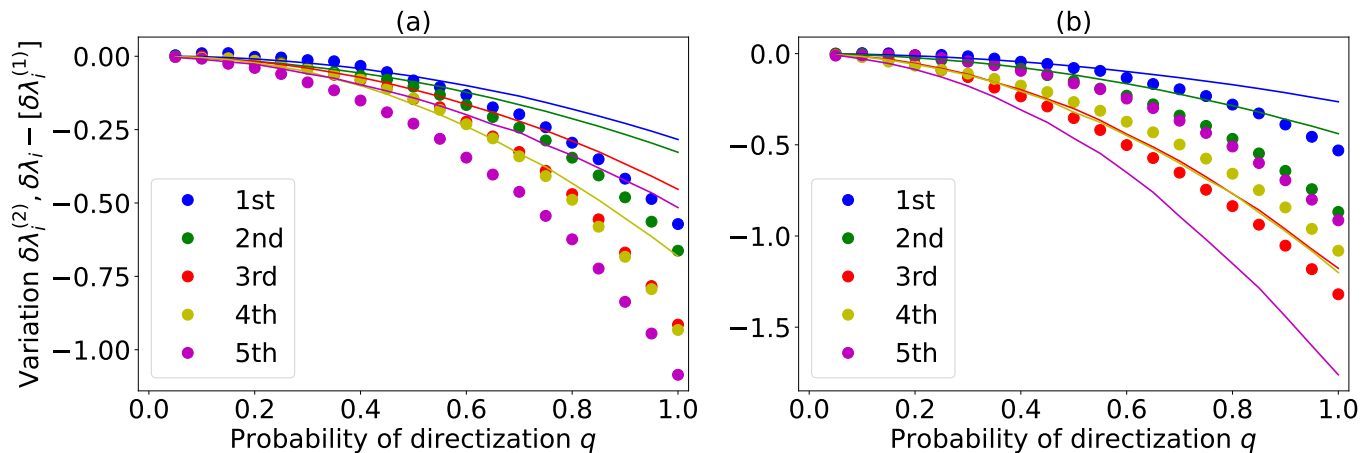 (a)
Variation δλᵢ⁽²⁾, δλᵢ − [δλᵢ⁽¹⁾]
0.00
−0.25
−0.50
−0.75
−1.00
1st
2nd
3rd
4th
5th
0.0 0.2 0.4 0.6 0.8 1.0
Probability of directization q
(b)
0.0
−0.5
−1.0
−1.5
1st
2nd
3rd
4th
5th
0.0 0.2 0.4 0.6 0.8 1.0
Probability of directization q